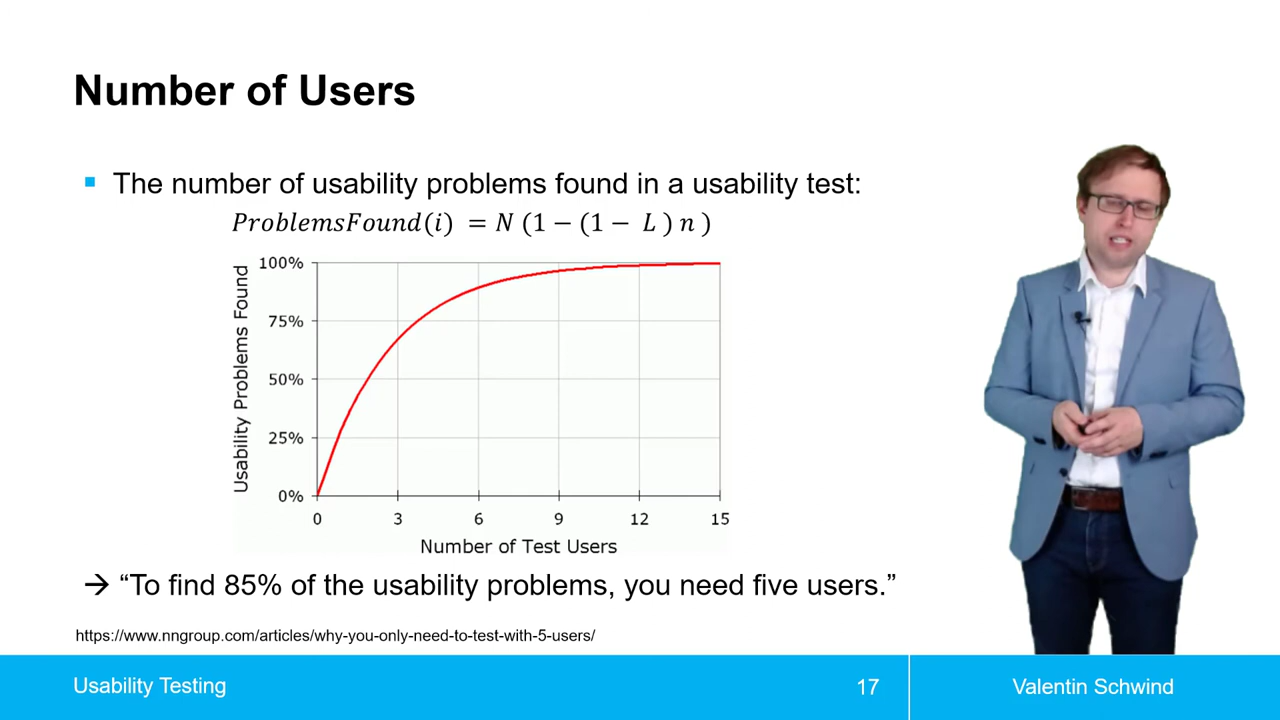 Number of Users
▪ The number of usability problems found in a usability test:
ProblemsFound(i) = N (1 − (1 − L ) n )
Usability Problems Found
100%
75%
50%
25%
0%
0 3 6 9 12 15
Number of Test Users
→ “To find 85% of the usability problems, you need five users.”
https://www.nngroup.com/articles/why-you-only-need-to-test-with-5-users/
Usability Testing 17 Valentin Schwind